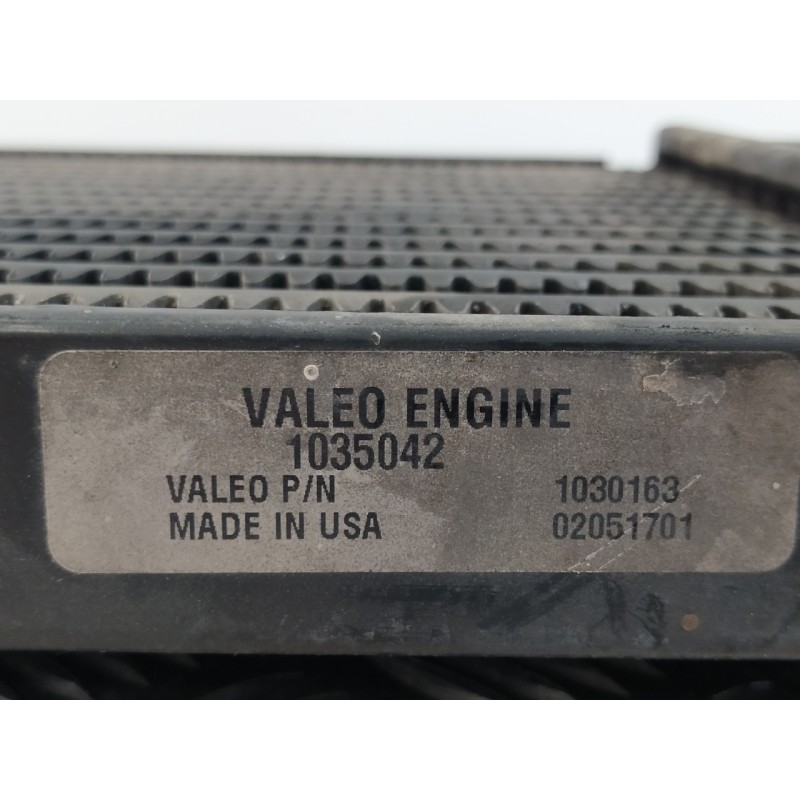 VALEO ENGINE
1035042
VALEO P/N 1030163
MADE IN USA 02051701